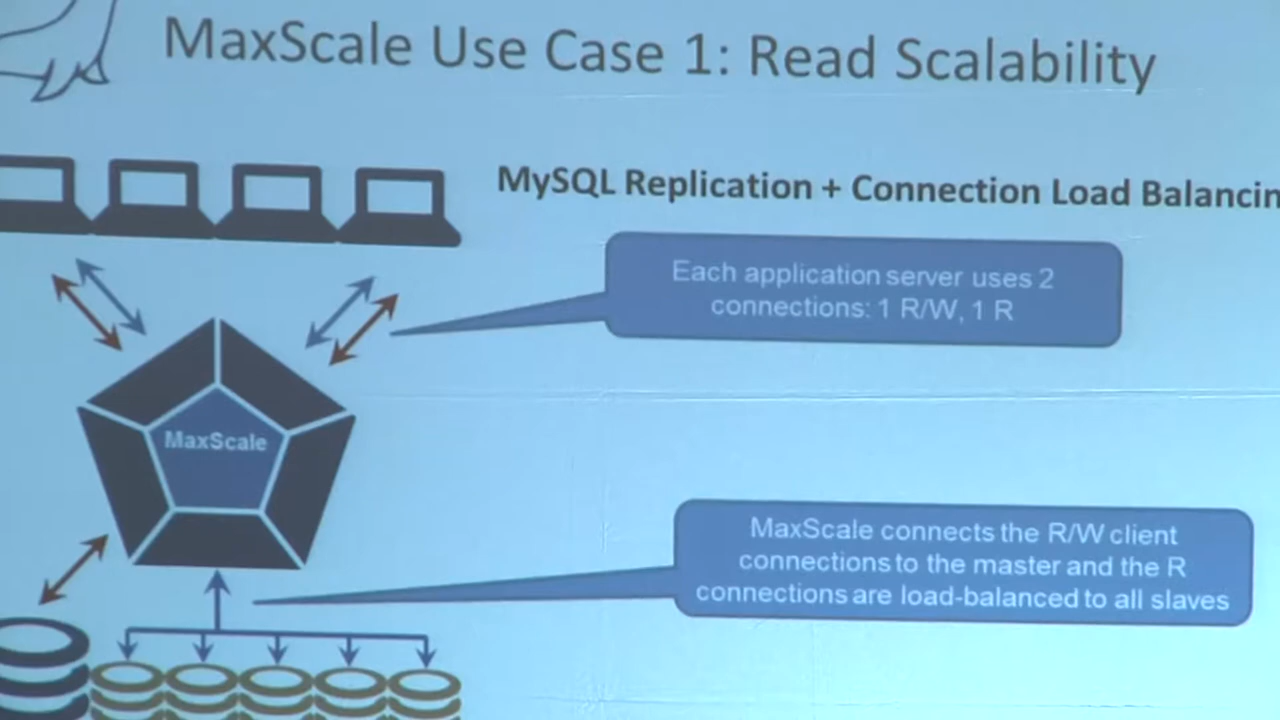 MaxScale Use Case 1: Read Scalability
MySQL Replication + Connection Load Balancin
Each application server uses 2
connections: 1 R/W, 1 R
MaxScale
MaxScale connects the R/W client
connections to the master and the R
connections are load-balanced to all slaves